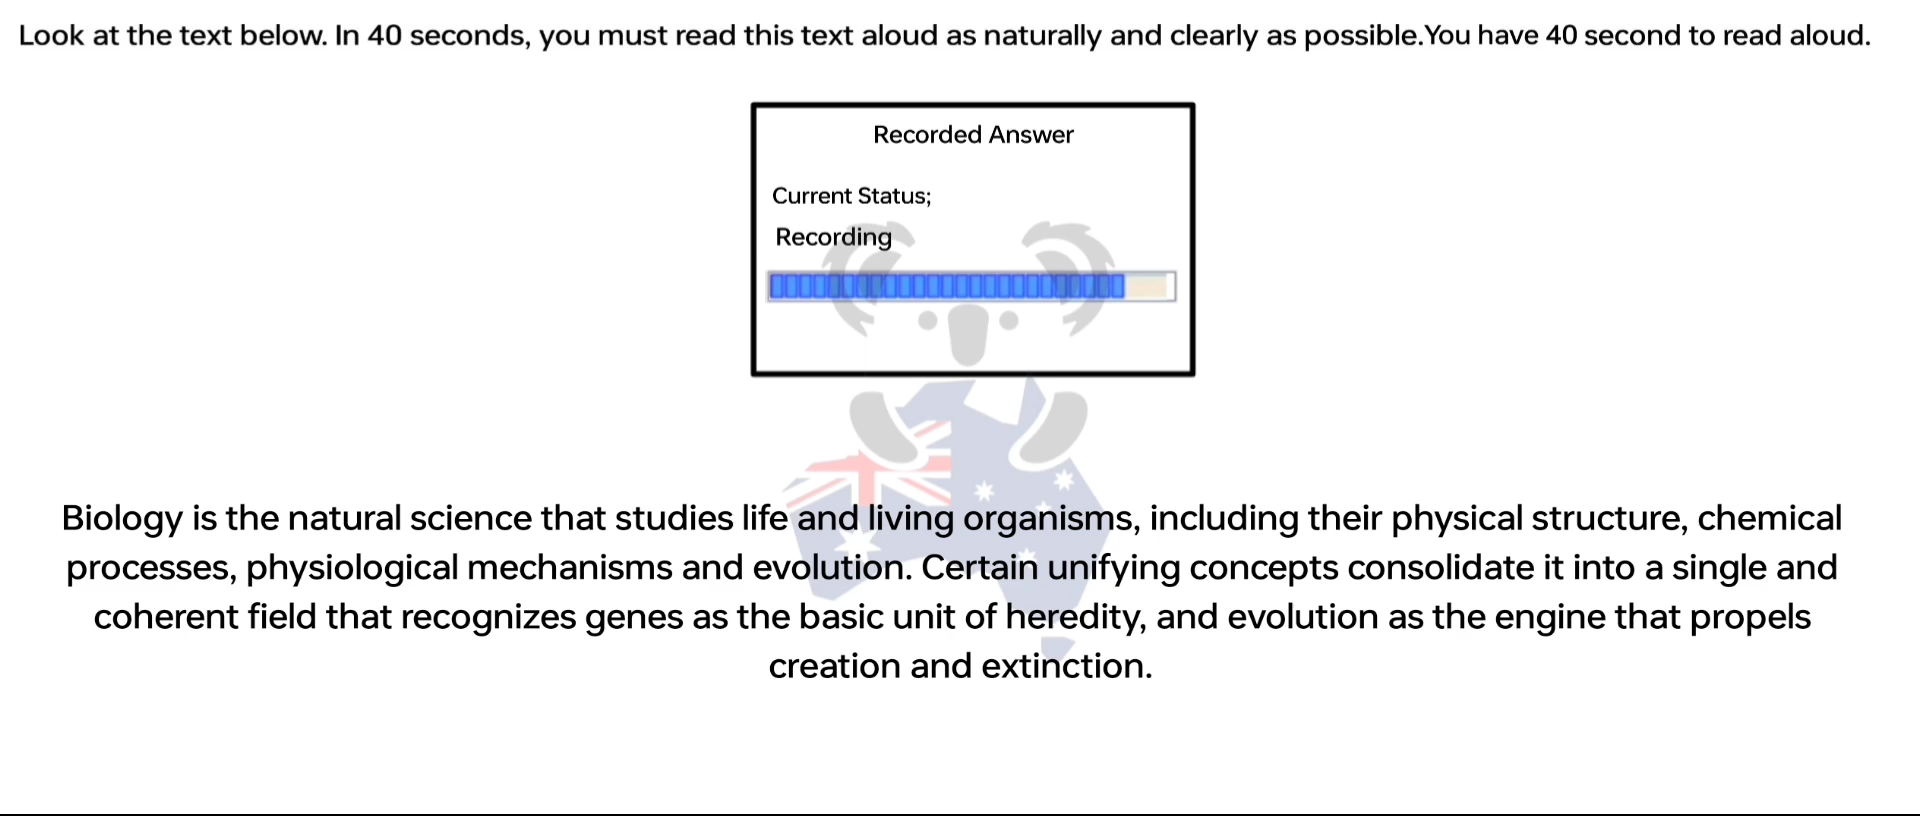 Look at the text below. In 40 seconds, you must read this text aloud as naturally and clearly as possible.You have 40 second to read aloud.
Recorded Answer
Current Status;
Recording
Biology is the natural science that studies life and living organisms, including their physical structure, chemical
processes, physiological mechanisms and evolution. Certain unifying concepts consolidate it into a single and
coherent field that recognizes genes as the basic unit of heredity, and evolution as the engine that propels
creation and extinction.